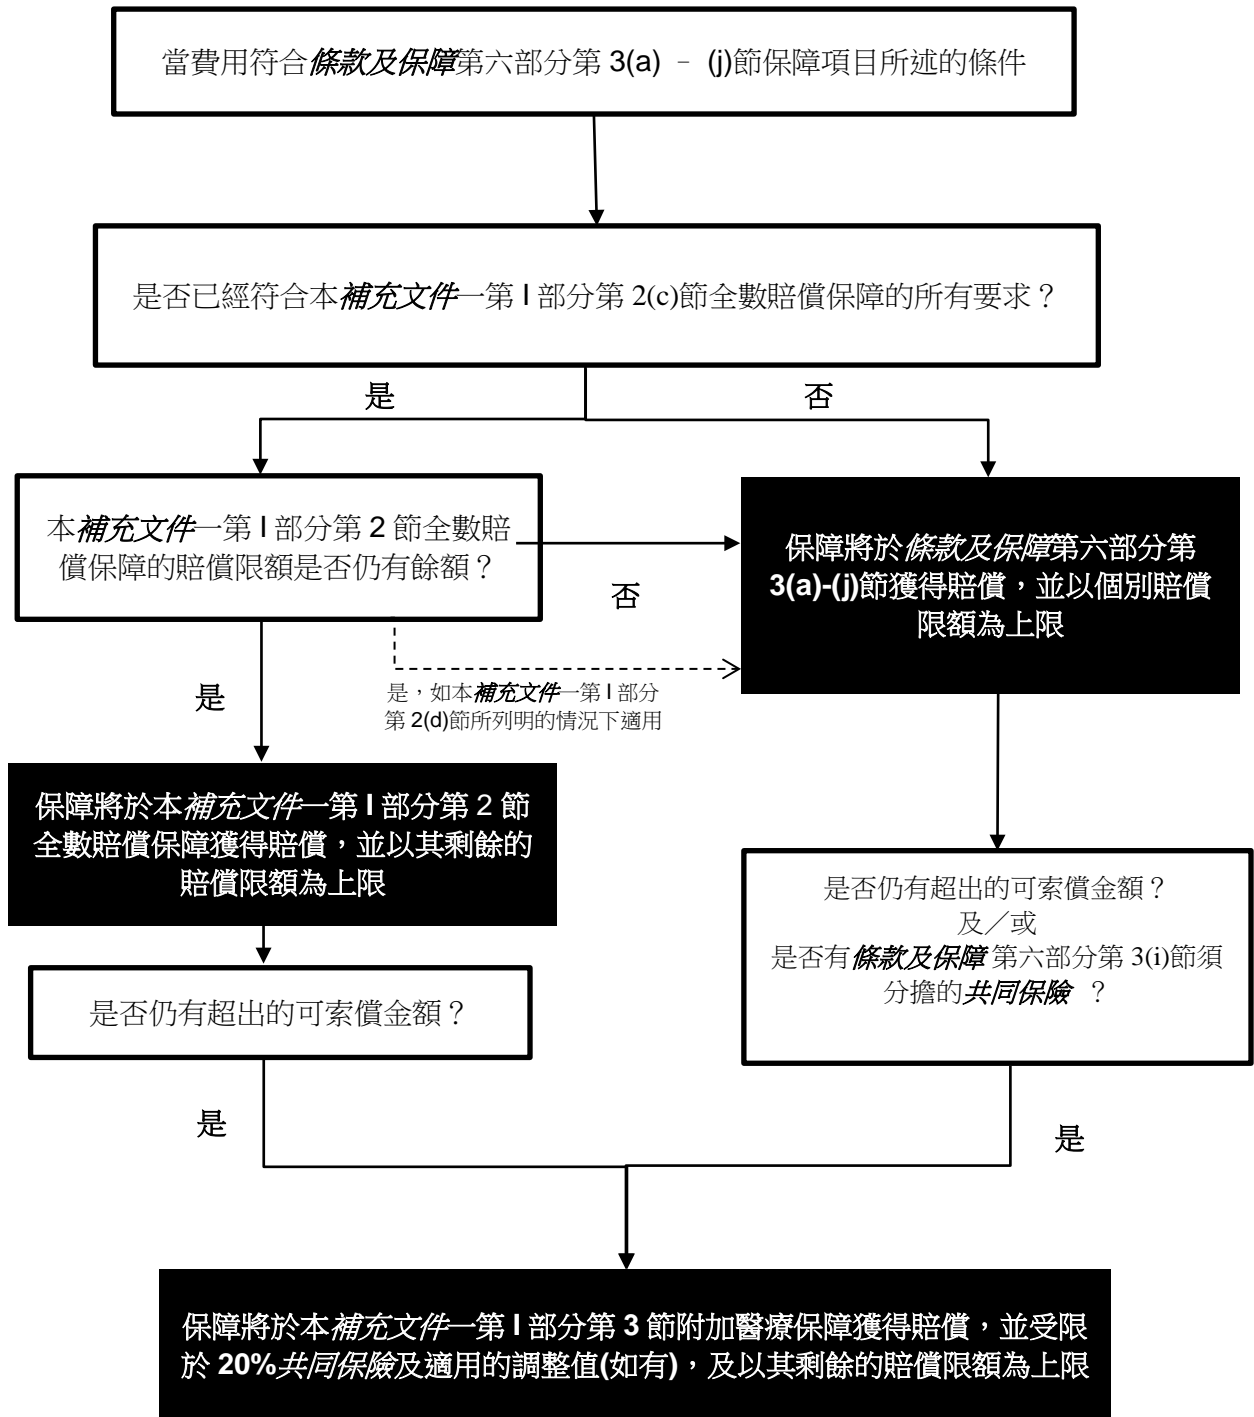 當費用符合條款及保障第六部分第 3(a) – (j)節保障項目所述的條件
是否已經符合本補充文件一第 I 部分第 2(c)節全數賠償保障的所有要求？
是
否
本補充文件一第 I 部分第 2 節全數賠
償保障的賠償限額是否仍有餘額？
否
保障將於條款及保障第六部分第
3(a)-(j)節獲得賠償，並以個別賠償
限額為上限
是
是，如本補充文件一第 I 部分
第 2(d)節所列明的情況下適用
保障將於本補充文件一第 I 部分第 2 節
全數賠償保障獲得賠償，並以其剩餘的
賠償限額為上限
是否仍有超出的可索償金額？
及／或
是否有條款及保障 第六部分第 3(i)節須
分擔的共同保險 ？
是否仍有超出的可索償金額？
是
是
保障將於本補充文件一第 I 部分第 3 節附加醫療保障獲得賠償，並受限
於 20%共同保險及適用的調整值(如有)，及以其剩餘的賠償限額為上限